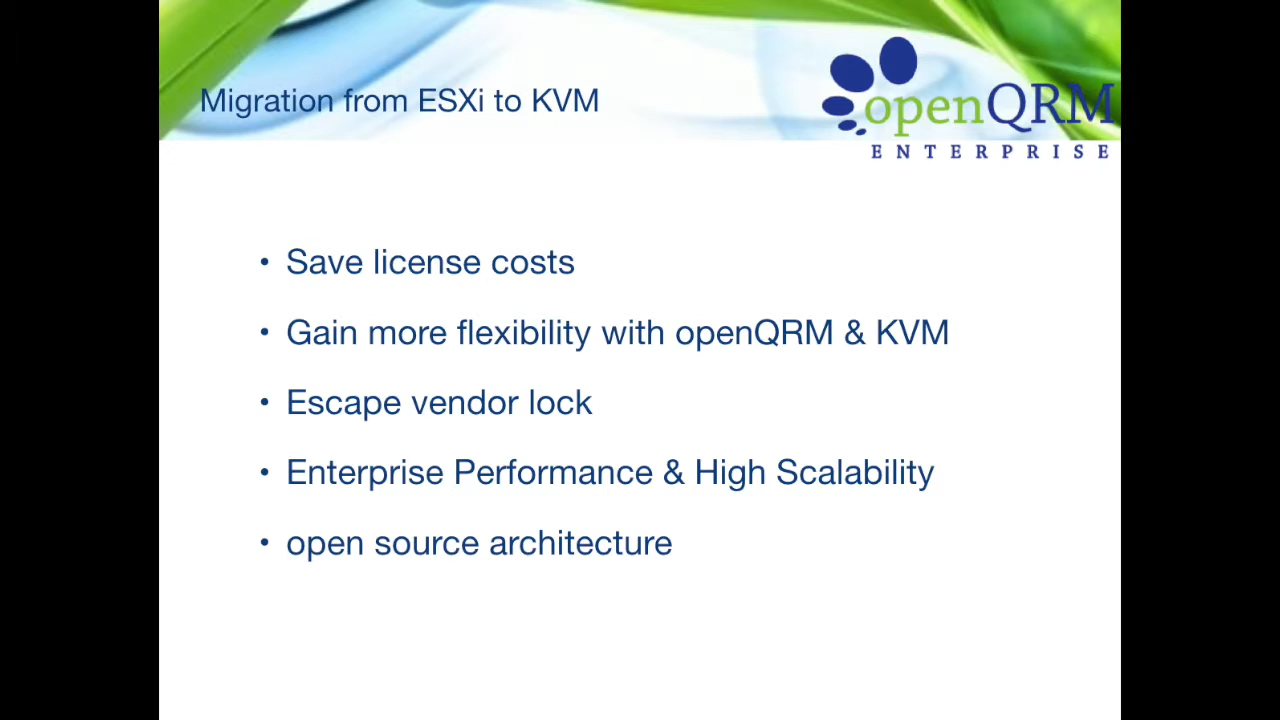 Migration from ESXi to KVM
openQRM
ENTERPRISE
• Save license costs
• Gain more flexibility with openQRM & KVM
• Escape vendor lock
• Enterprise Performance & High Scalability
• open source architecture